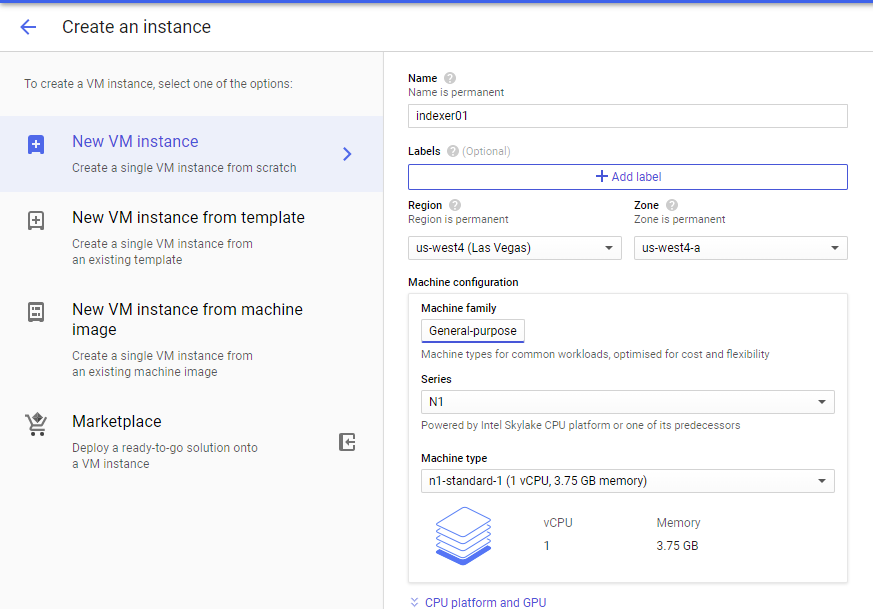 Create an instance
To create a VM instance, select one of the options:
New VM instance
Create a single VM instance from scratch
New VM instance from template
Create a single VM instance from
an existing template
New VM instance from machine
image
Create a single VM instance from
an existing machine image
Marketplace
Deploy a ready-to-go solution onto
a VM instance
Name
Name is permanent
indexer01
Labels (Optional)
Add label
Region
Region is permanent
us-west4 (Las Vegas)
Zone
Zone is permanent
us-west4-a
Machine configuration
Machine family
General-purpose
Machine types for common workloads, optimised for cost and flexibility
Series
N1
Powered by Intel Skylake CPU platform or one of its predecessors
Machine type
n1-standard-1 (1 vCPU, 3.75 GB memory)
vCPU
1
Memory
3.75 GB
CPU platform and GPU